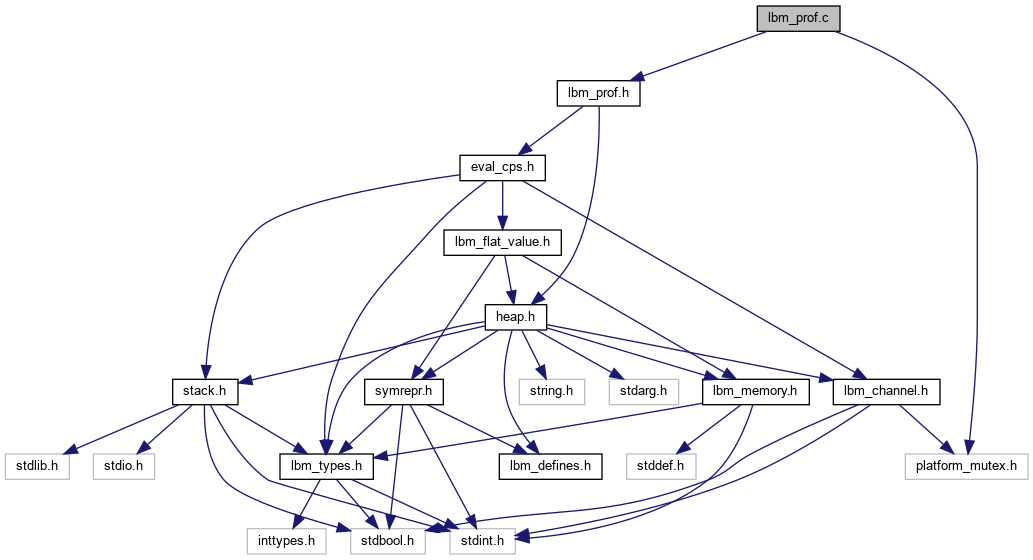 lbm_prof.c
lbm_prof.h
eval_cps.h
lbm_flat_value.h
heap.h
stack.h
symrepr.h
string.h
stdarg.h
lbm_memory.h
lbm_channel.h
stdlib.h
stdio.h
lbm_types.h
lbm_defines.h
stddef.h
platform_mutex.h
inttypes.h
stdbool.h
stdint.h